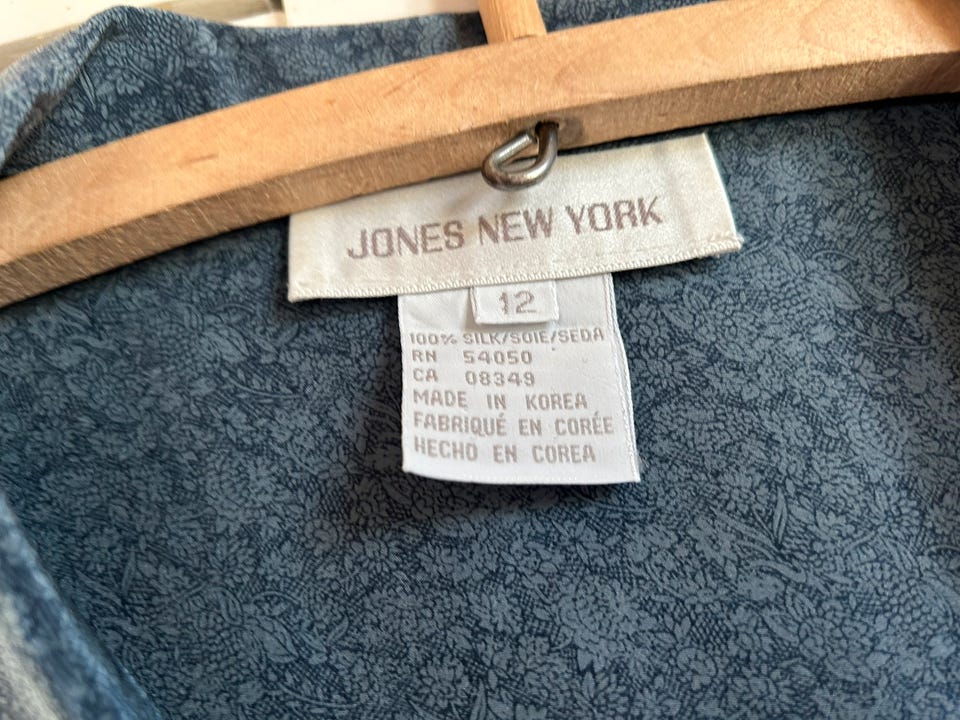 JONES NEW YORK
12
100% SILK/SOIE/SEDA
RN 54050
CA 08349
MADE IN KOREA
FABRIQUÉ EN CORÉE
HECHO EN COREA